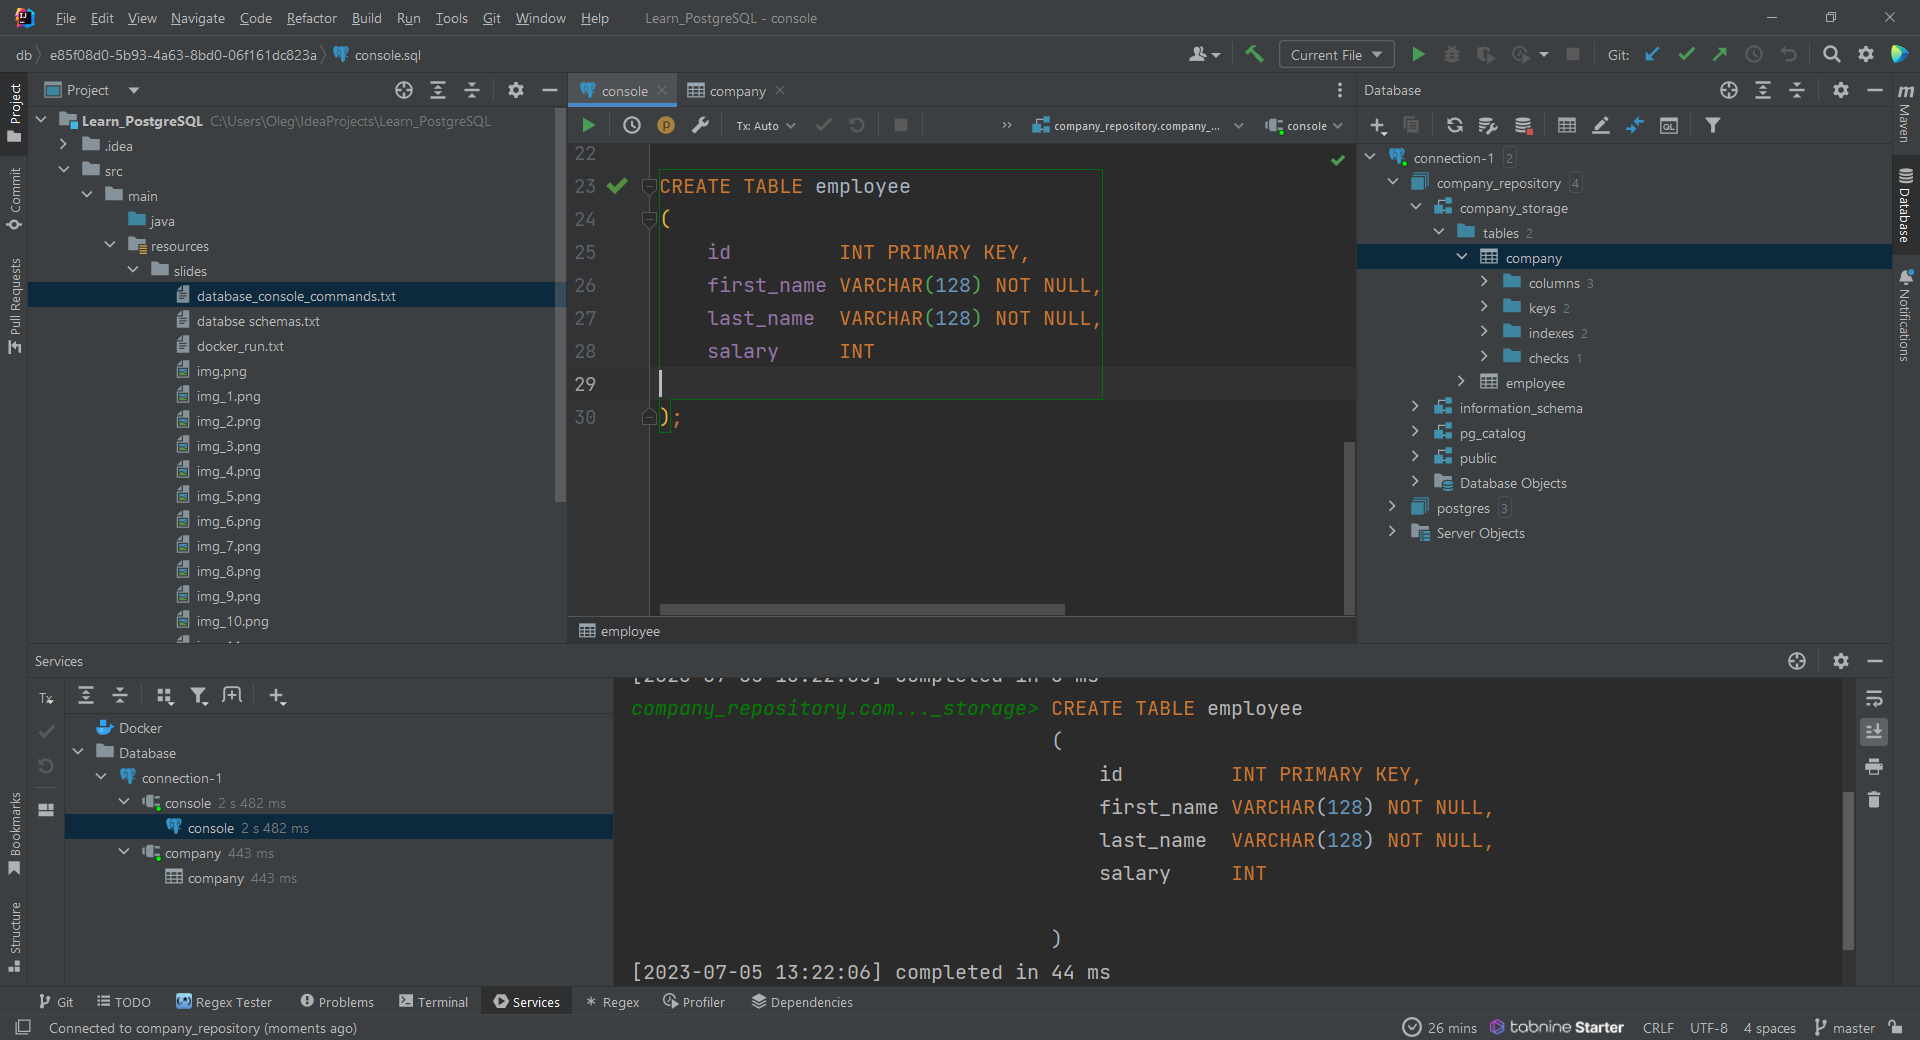 File Edit View Navigate Code Refactor Build Run Tools Git Window Help Learn_PostgreSQL - console
db e85f08d0-5b93-4a63-8bd0-06f161dc823a console.sql Current File Git:
Project
console
company
Database
Learn_PostgreSQL C:\Users\Oleg\IdeaProjects\Learn_PostgreSQL
.idea
src
main
java
resources
slides
database_console_commands.txt
databse schemas.txt
docker_run.txt
img.png
img_1.png
img_2.png
img_3.png
img_4.png
img_5.png
img_6.png
img_7.png
img_8.png
img_9.png
img_10.png
Tx: Auto company_repository.company_... console
22
23 CREATE TABLE employee
24 (
25 id INT PRIMARY KEY,
26 first_name VARCHAR(128) NOT NULL,
27 last_name VARCHAR(128) NOT NULL,
28 salary INT
29
30 );
employee
connection-1 2
company_repository 4
company_storage
tables 2
company
columns 3
keys 2
indexes 2
checks 1
employee
information_schema
pg_catalog
public
Database Objects
postgres 3
Server Objects
Project
Commit
Pull Requests
Bookmarks
Structure
m Maven
Database
Notifications
Services
Tx
Docker
Database
connection-1
console 2 s 482 ms
console 2 s 482 ms
company 443 ms
company 443 ms
[2023-07-05 13:22:05] completed in 6 ms
company_repository.com..._storage> CREATE TABLE employee
(
id INT PRIMARY KEY,
first_name VARCHAR(128) NOT NULL,
last_name VARCHAR(128) NOT NULL,
salary INT
)
[2023-07-05 13:22:06] completed in 44 ms
Git TODO Regex Tester Problems Terminal Services Regex Profiler Dependencies
Connected to company_repository (moments ago) 26 mins tabnine Starter CRLF UTF-8 4 spaces master